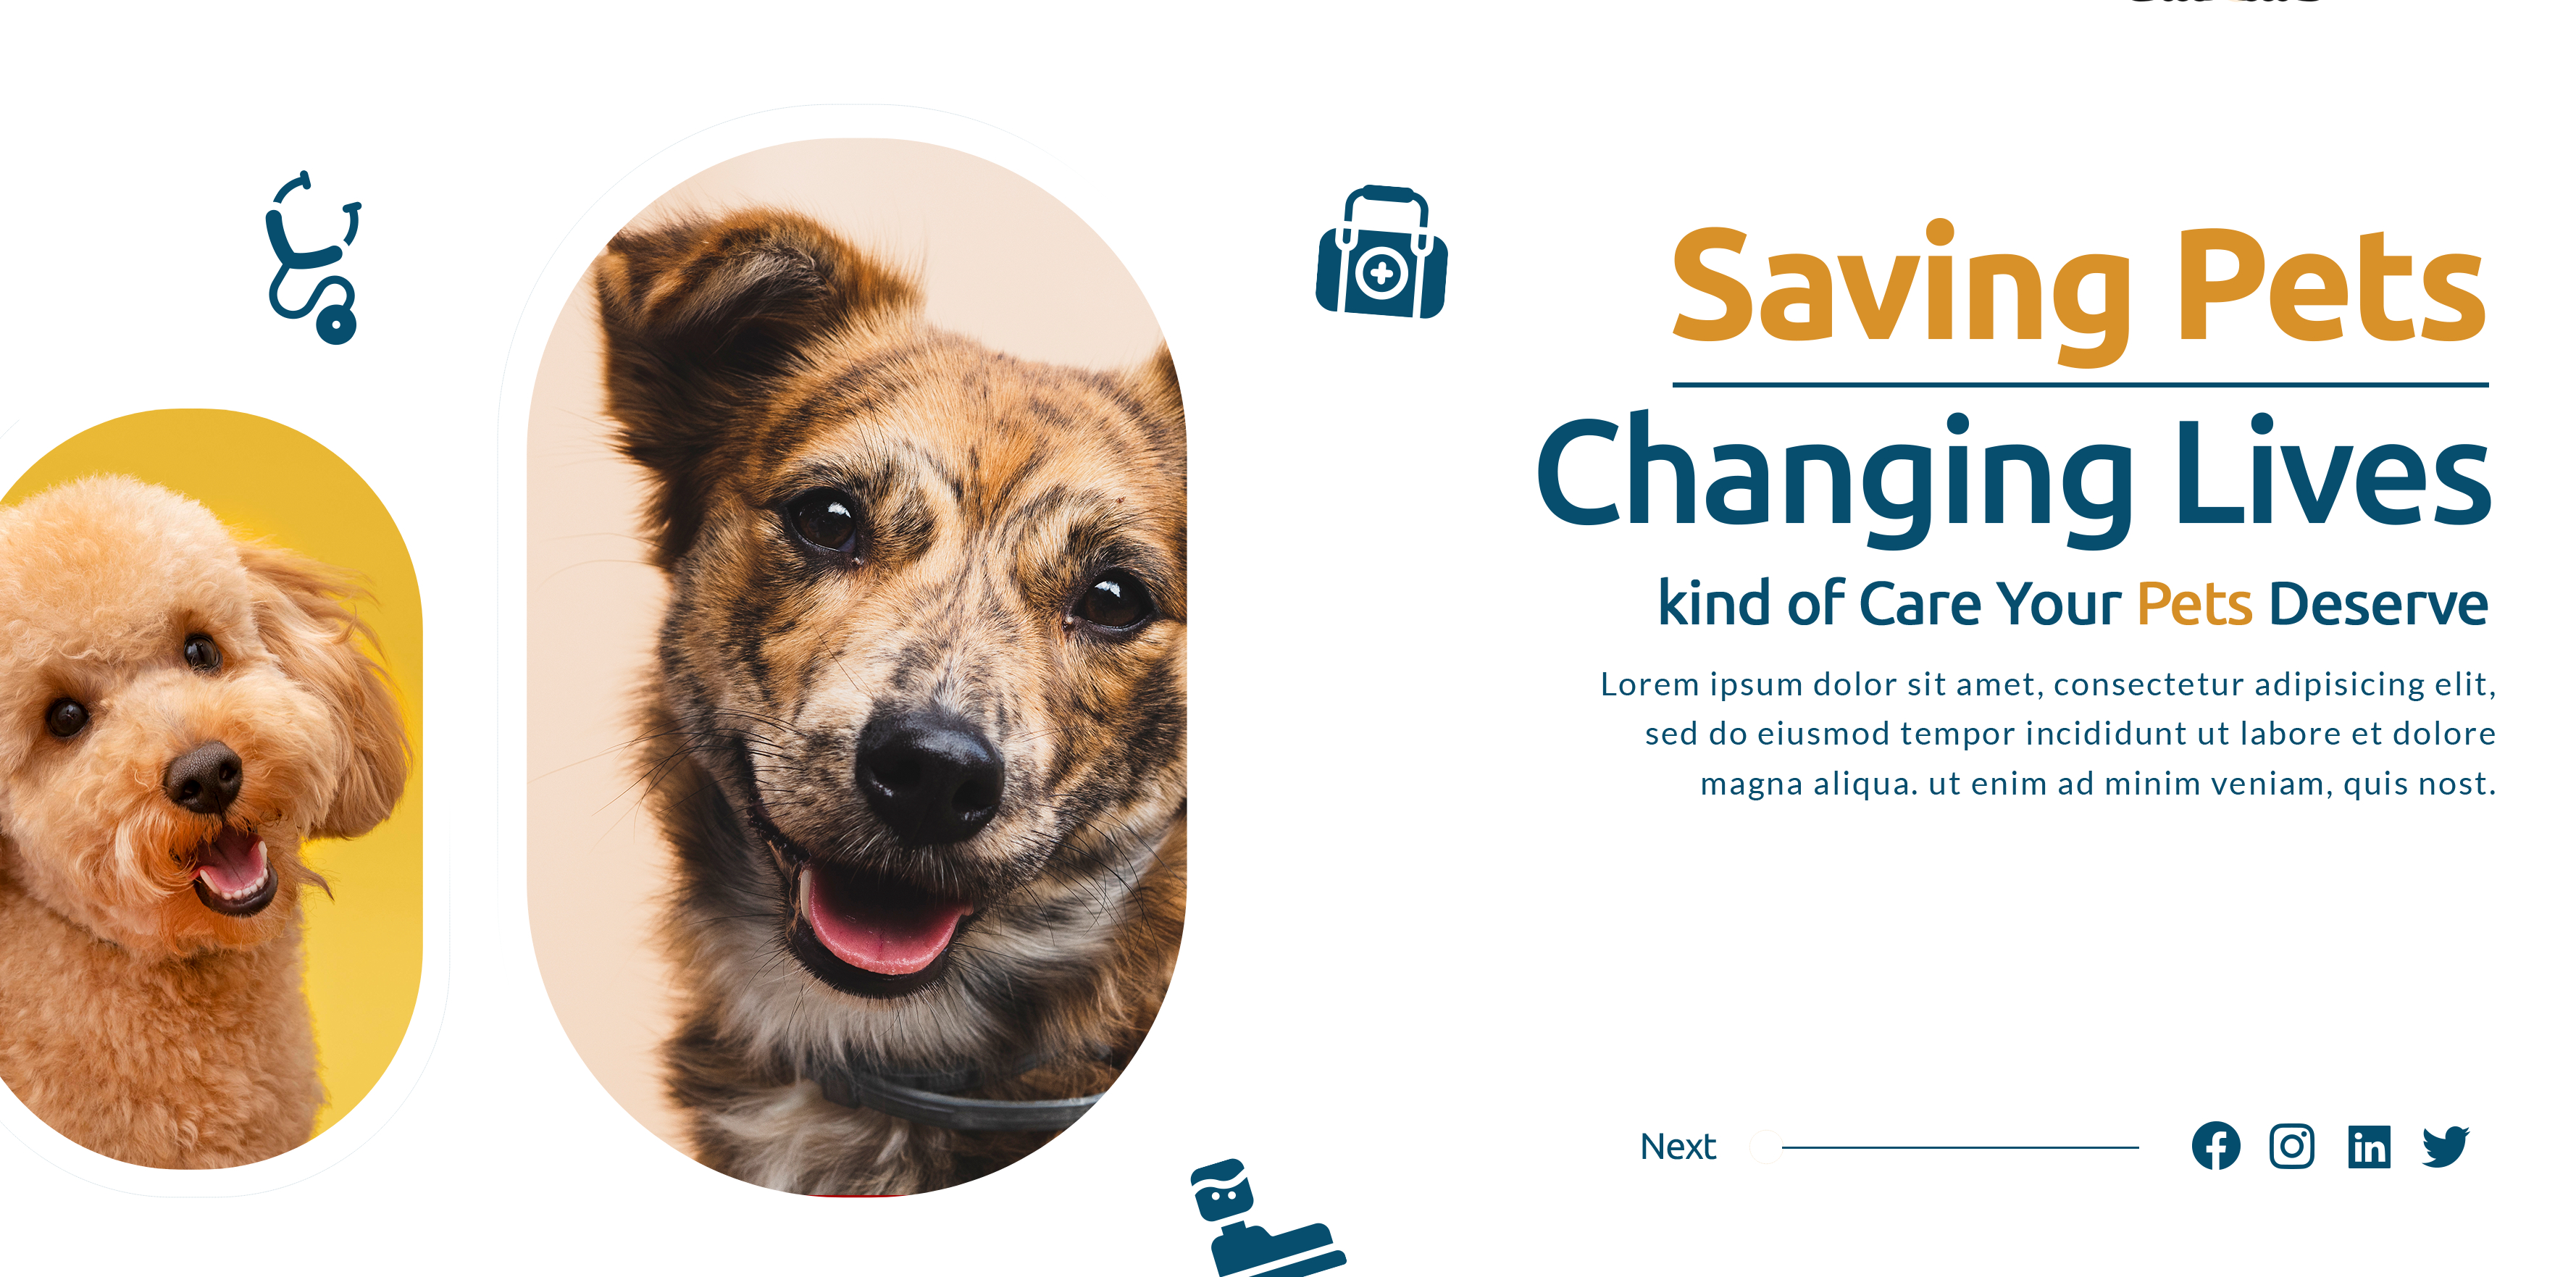 Saving Pets
Changing Lives
kind of Care Your Pets Deserve
Lorem ipsum dolor sit amet, consectetur adipisicing elit,
sed do eiusmod tempor incididunt ut labore et dolore
magna aliqua. ut enim ad minim veniam, quis nost.
Next